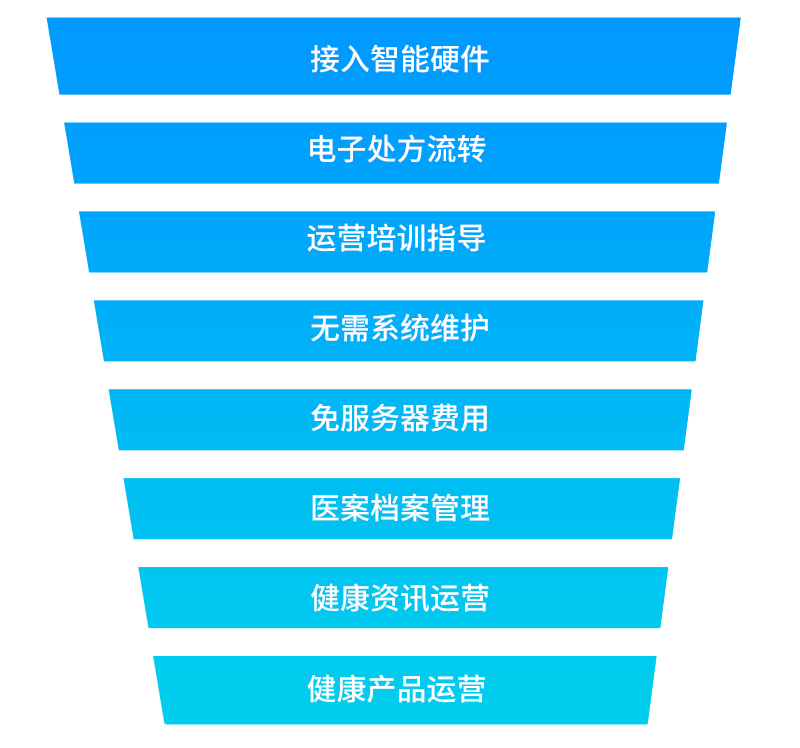 接入智能硬件
电子处方流转
运营培训指导
无需系统维护
免服务器费用
医案档案管理
健康资讯运营
健康产品运营